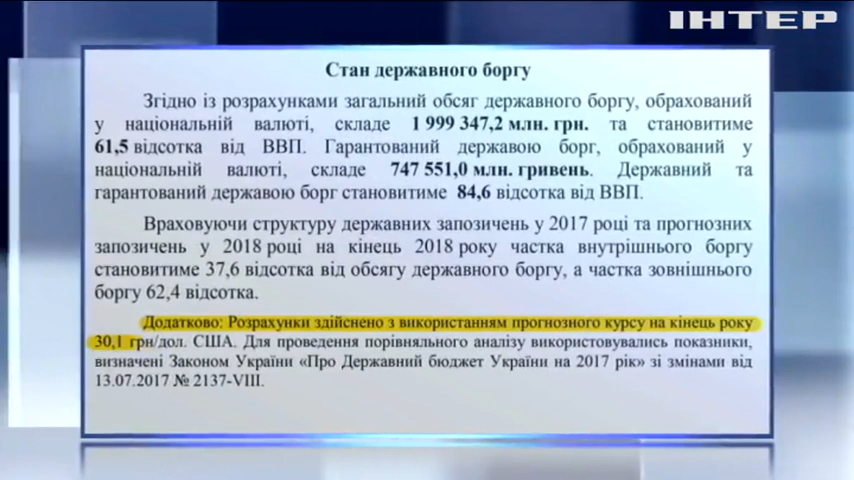 ІНТЕР
Стан державного боргу
Згідно із розрахунками загальний обсяг державного боргу, обрахований
у національній валюті, складе 1 999 347,2 млн. грн. та становитиме
61,5 відсотка від ВВП. Гарантований державою борг, обрахований у
національній валюті, складе 747 551,0 млн. гривень. Державний та
гарантований державою борг становитиме 84,6 відсотка від ВВП.
Враховуючи структуру державних запозичень у 2017 році та прогнозних
запозичень у 2018 році на кінець 2018 року частка внутрішнього боргу
становитиме 37,6 відсотка від обсягу державного боргу, а частка зовнішнього
боргу 62,4 відсотка.
Додатково: Розрахунки здійснено з використанням прогнозного курсу на кінець року
30,1 грн/дол. США. Для проведення порівняльного аналізу використовувались показники,
визначені Законом України «Про Державний бюджет України на 2017 рік» зі змінами від
13.07.2017 № 2137-VIII.